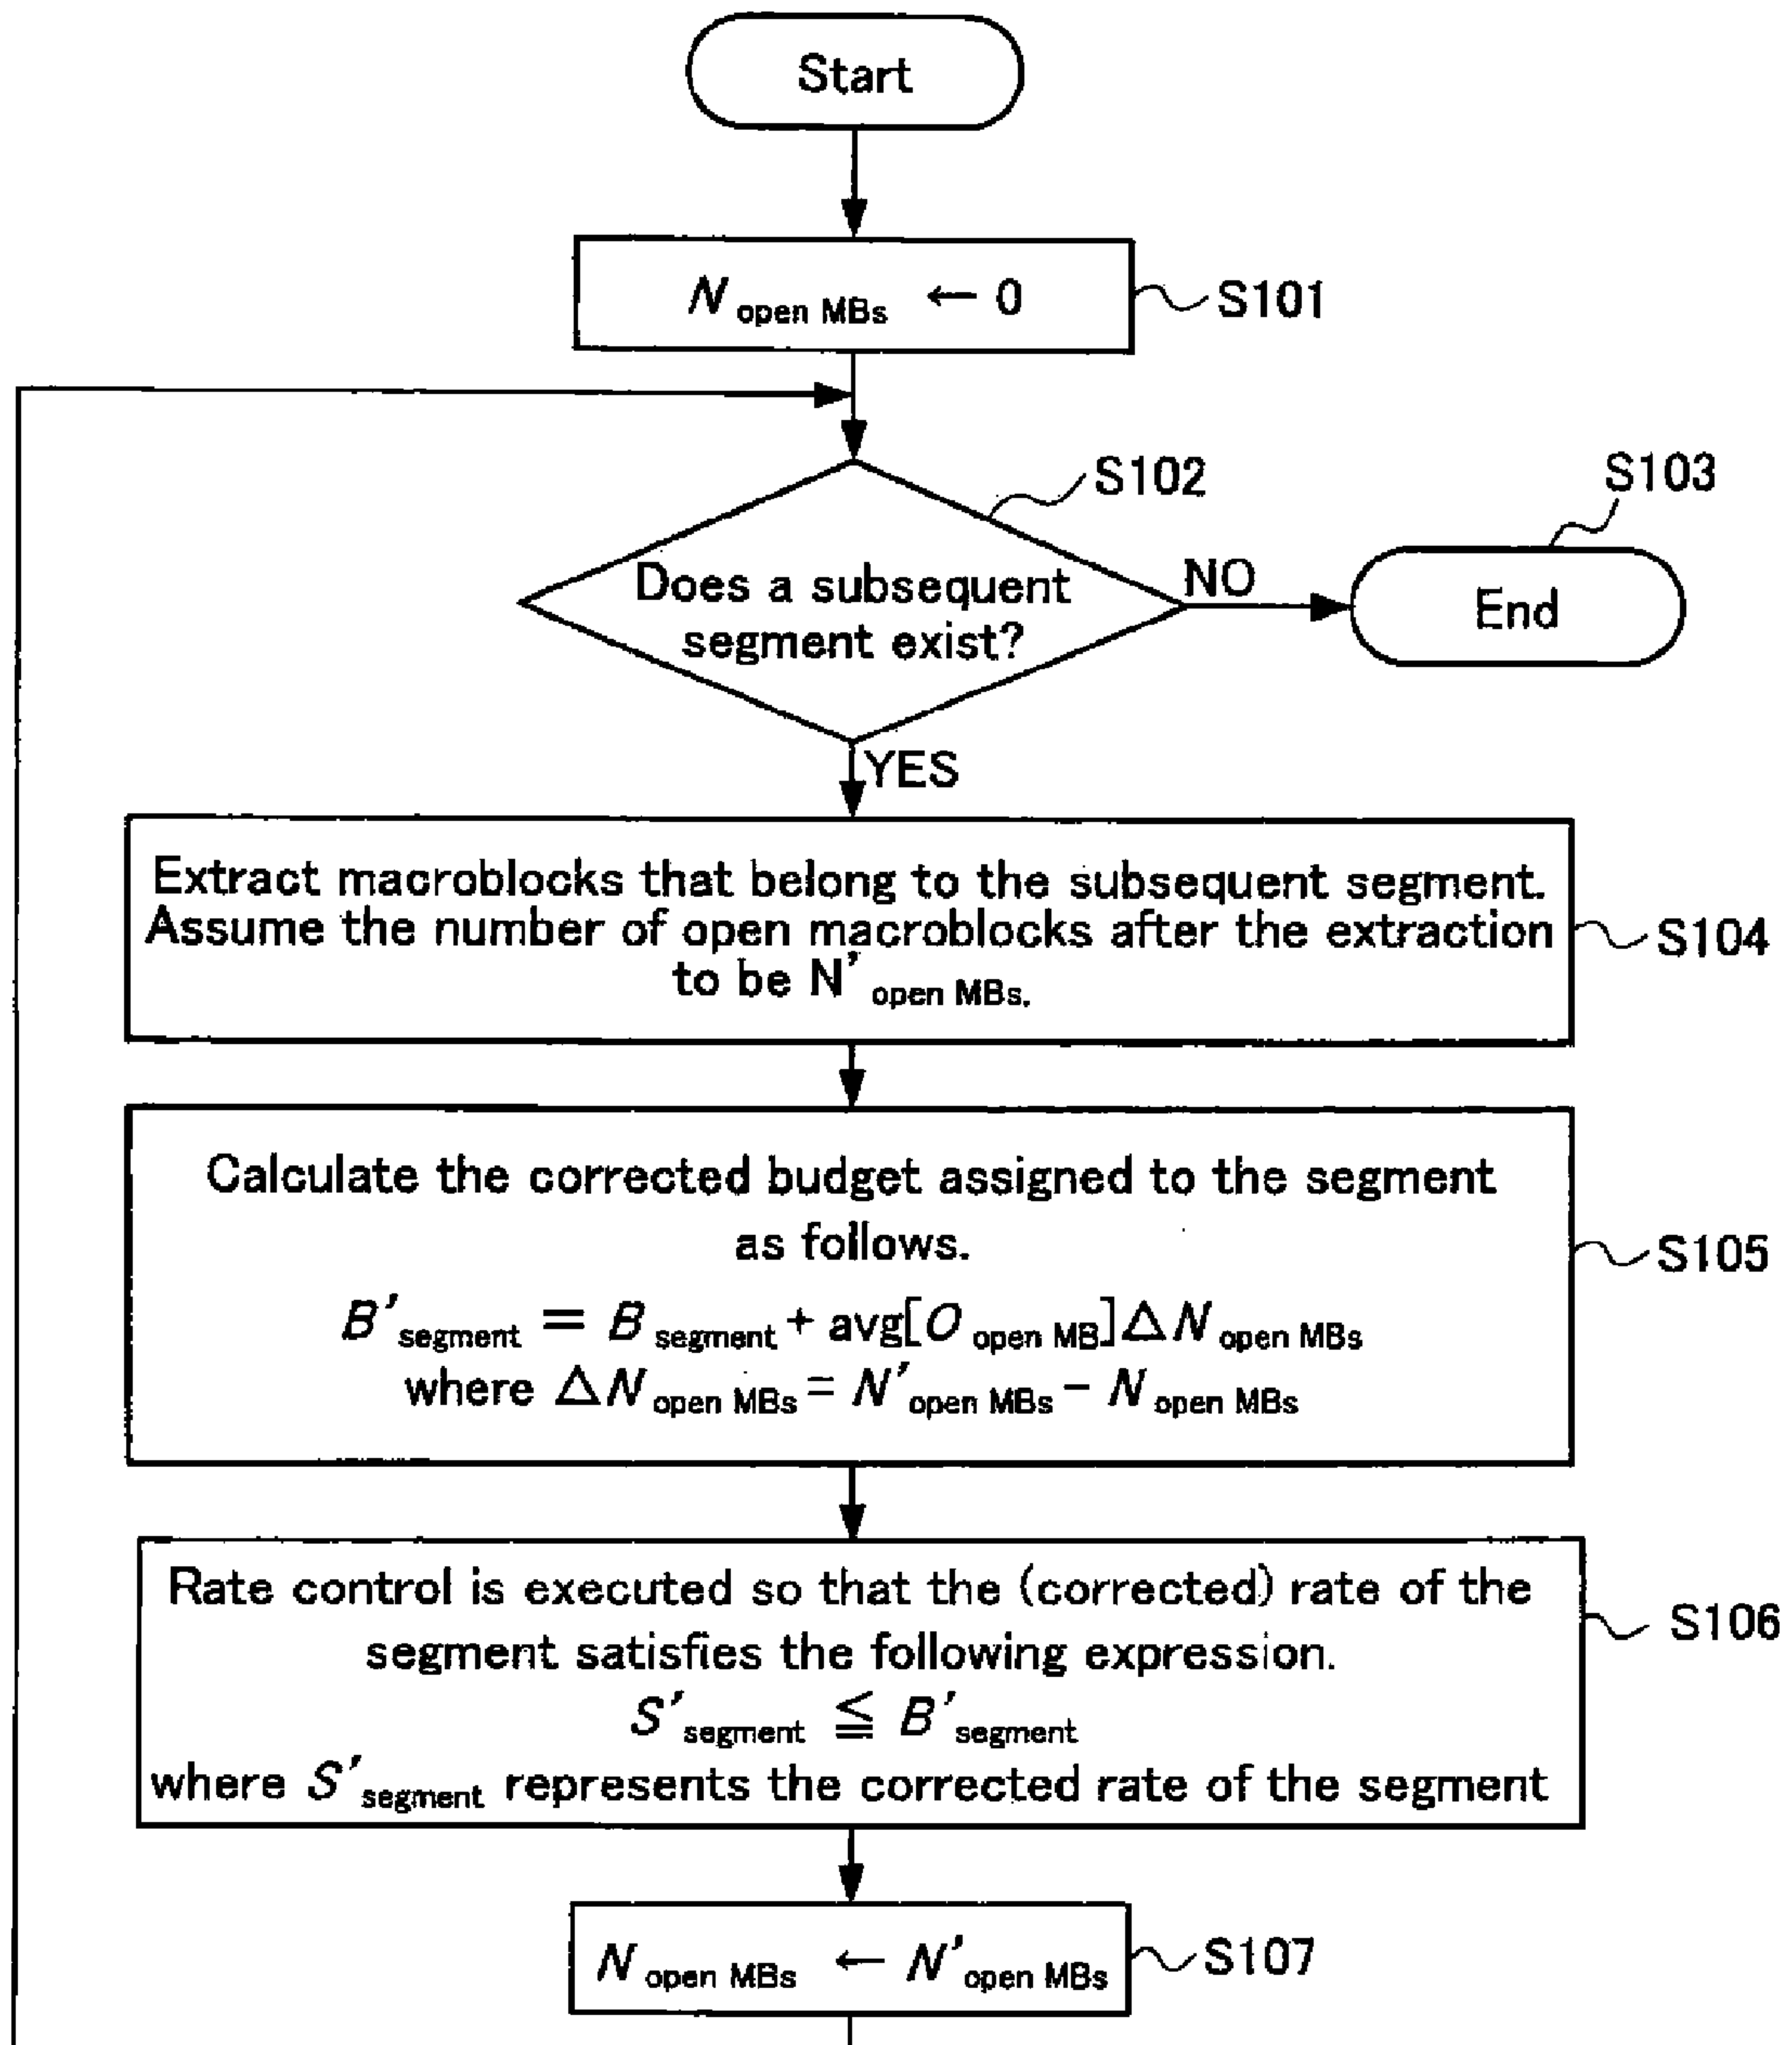 Start
N open MBs ← 0
S101
S102
S103
Does a subsequent
segment exist?
NO
End
YES
Extract macroblocks that belong to the subsequent segment.
Assume the number of open macroblocks after the extraction
to be N' open MBs.
S104
Calculate the corrected budget assigned to the segment
as follows.
B' segment = B segment + avg[O open MB]ΔN open MBs
where ΔN open MBs = N' open MBs − N open MBs
S105
Rate control is executed so that the (corrected) rate of the
segment satisfies the following expression.
S' segment ≦ B' segment
where S' segment represents the corrected rate of the segment
S106
N open MBs ← N' open MBs
S107